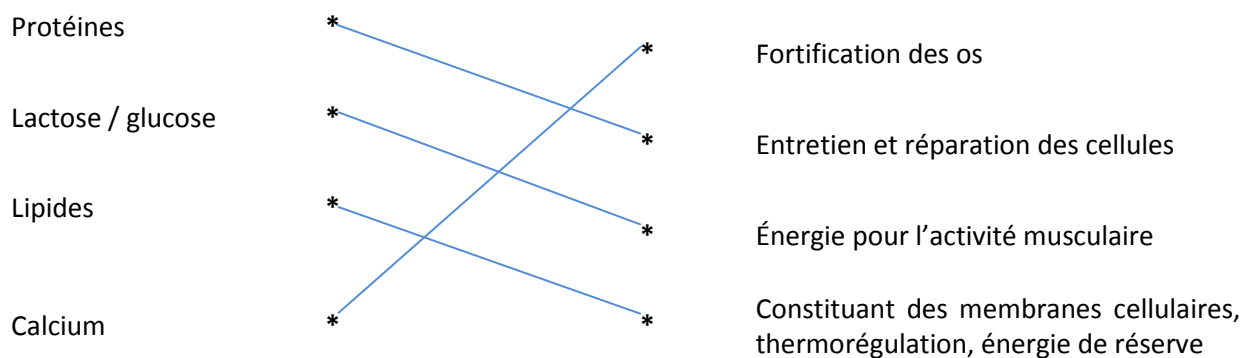 Protéines * * Fortification des os
Lactose / glucose * * Entretien et réparation des cellules
Lipides * * Énergie pour l’activité musculaire
Calcium * * Constituant des membranes cellulaires,
thermorégulation, énergie de réserve